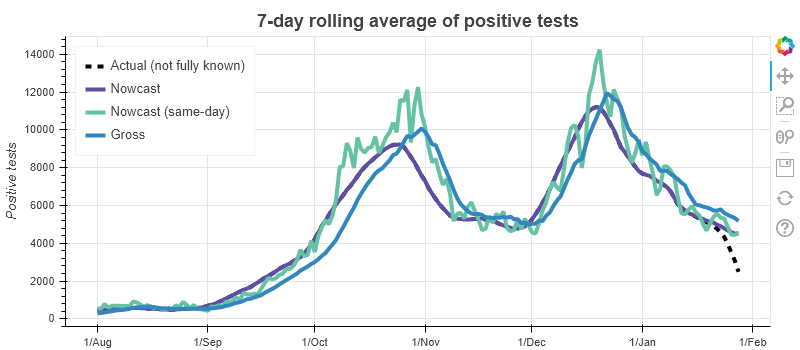 7-day rolling average of positive tests
Actual (not fully known)
Nowcast
Nowcast (same-day)
Gross
Positive tests
14000
12000
10000
8000
6000
4000
2000
0
1/Aug
1/Sep
1/Oct
1/Nov
1/Dec
1/Jan
1/Feb
?